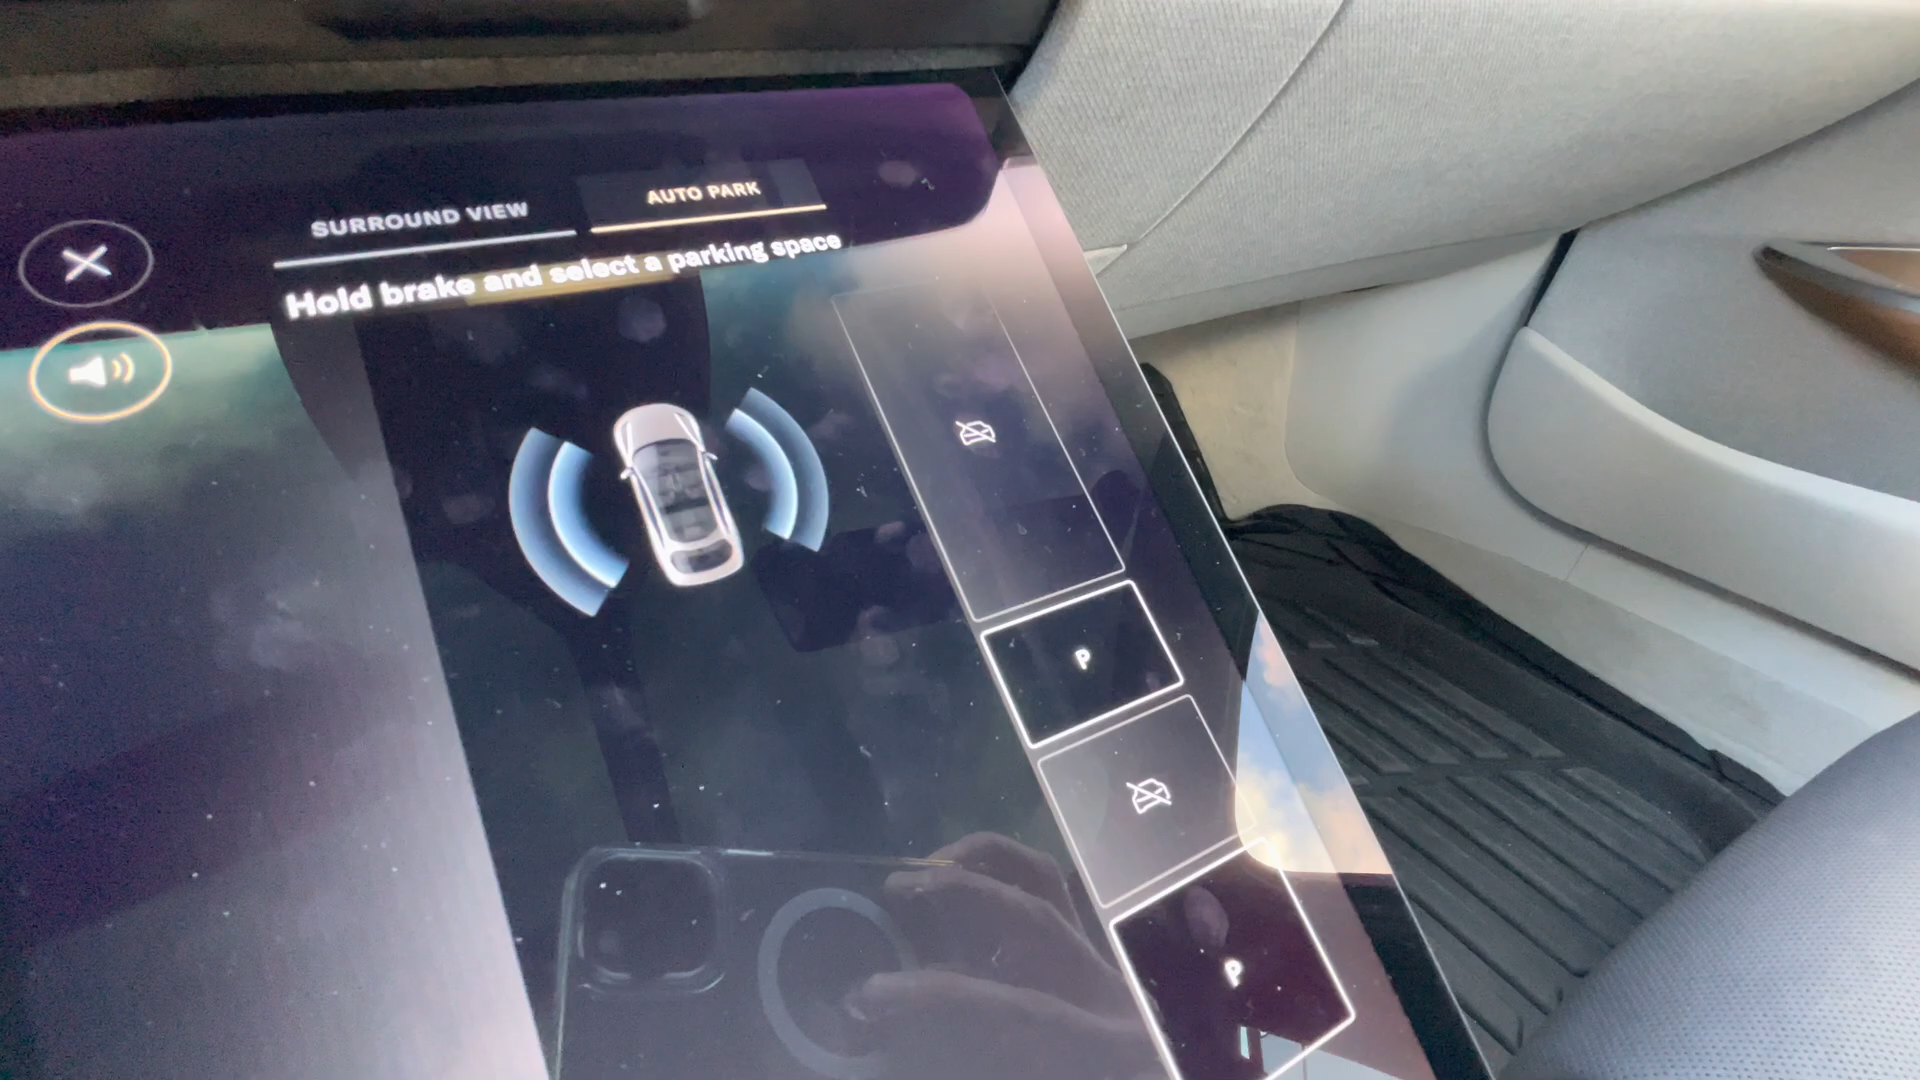 SURROUND VIEW
AUTO PARK
Hold brake and select a parking space
P
P